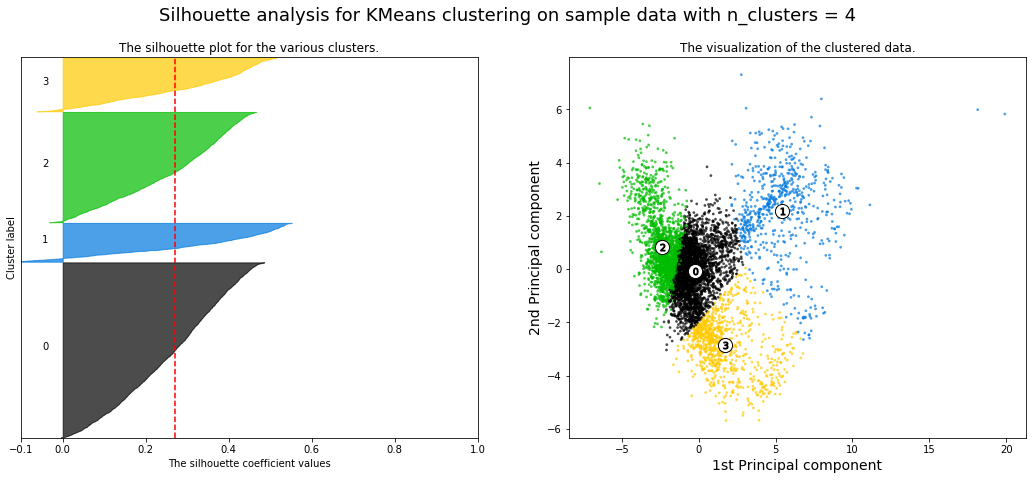 Silhouette analysis for KMeans clustering on sample data with n_clusters = 4
The silhouette plot for the various clusters.
Cluster label
3
2
1
0
−0.1 0.0 0.2 0.4 0.6 0.8 1.0
The silhouette coefficient values
The visualization of the clustered data.
2nd Principal component
6
4
2
0
−2
−4
−6
1
2
0
3
−5 0 5 10 15 20
1st Principal component